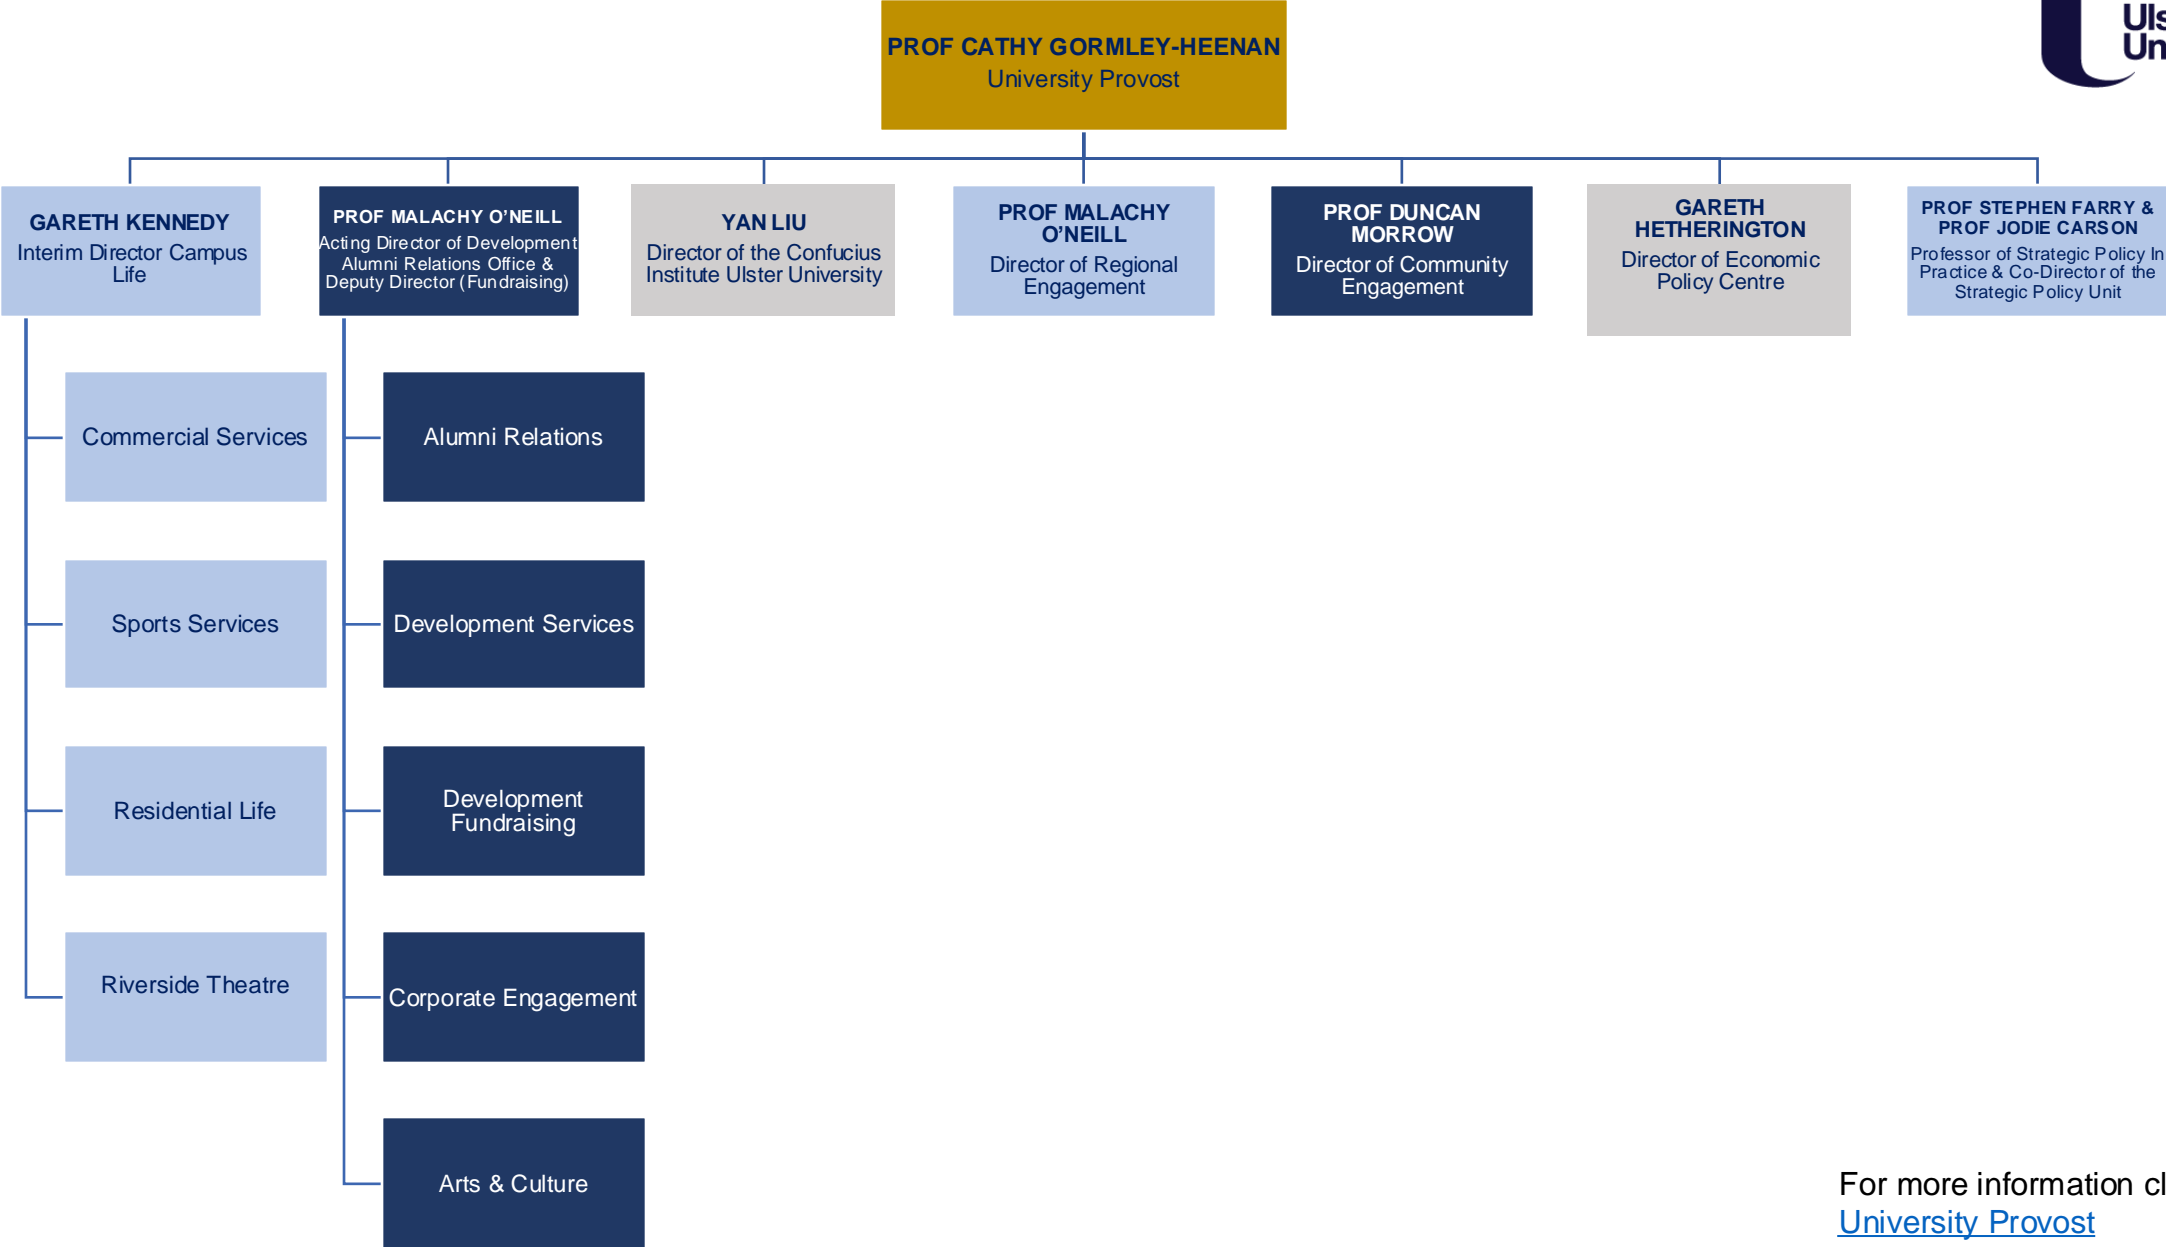 Uls
Un
PROF CATHY GORMLEY-HEENAN
University Provost
GARETH KENNEDY
Interim Director Campus
Life
PROF MALACHY O'NEILL
Acting Director of Development
Alumni Relations Office &
Deputy Director (Fundraising)
YAN LIU
Director of the Confucius
Institute Ulster University
PROF MALACHY
O'NEILL
Director of Regional
Engagement
PROF DUNCAN
MORROW
Director of Community
Engagement
GARETH
HETHERINGTON
Director of Economic
Policy Centre
PROF STEPHEN FARRY &
PROF JODIE CARSON
Professor of Strategic Policy In
Practice & Co-Director of the
Strategic Policy Unit
Commercial Services
Sports Services
Residential Life
Riverside Theatre
Alumni Relations
Development Services
Development
Fundraising
Corporate Engagement
Arts & Culture
For more information cl
University Provost